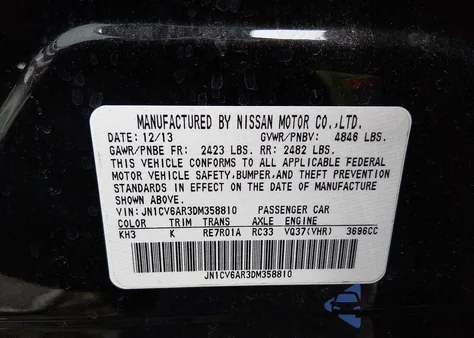 MANUFACTURED BY NISSAN MOTOR CO.,LTD.
DATE: 12/13 GVWR/PNBV: 4846 LBS.
GAWR/PNBE FR: 2423 LBS. RR: 2482 LBS.
THIS VEHICLE CONFORMS TO ALL APPLICABLE FEDERAL
MOTOR VEHICLE SAFETY,BUMPER,AND THEFT PREVENTION
STANDARDS IN EFFECT ON THE DATE OF MANUFACTURE
SHOWN ABOVE.
VIN: JN1CV6AR3DM358810 PASSENGER CAR
COLOR TRIM TRANS AXLE ENGINE
KH3 K RE7R01A RC33 VQ37(VHR) 3696CC
JN1CV6AR3DM358810